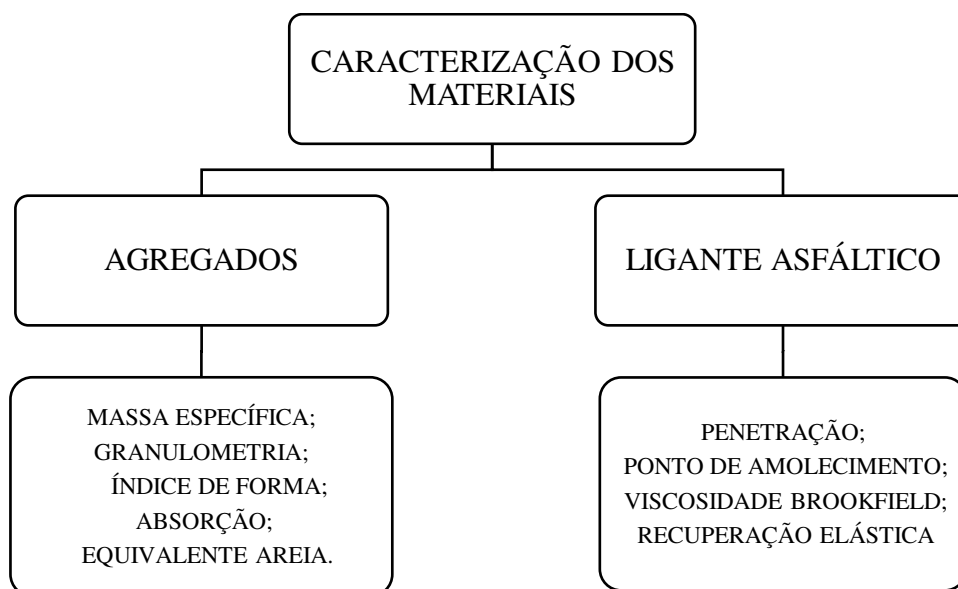 CARACTERIZAÇÃO DOS
MATERIAIS
AGREGADOS
LIGANTE ASFÁLTICO
MASSA ESPECÍFICA;
GRANULOMETRIA;
ÍNDICE DE FORMA;
ABSORÇÃO;
EQUIVALENTE AREIA.
PENETRAÇÃO;
PONTO DE AMOLECIMENTO;
VISCOSIDADE BROOKFIELD;
RECUPERAÇÃO ELÁSTICA